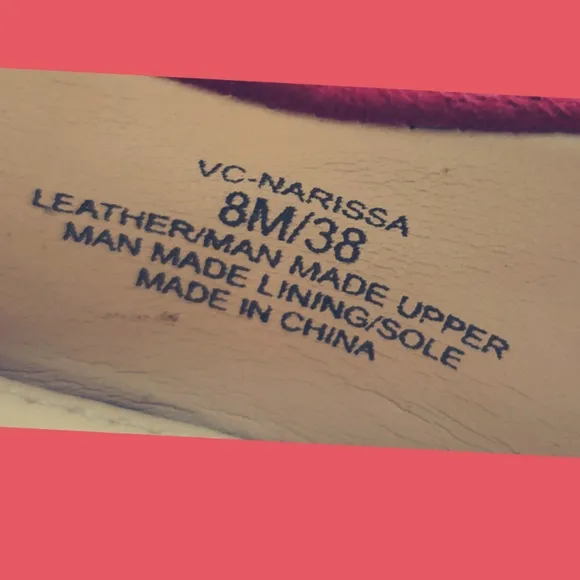 VC-NARISSA
8M/38
LEATHER/MAN MADE UPPER
MAN MADE LINING/SOLE
MADE IN CHINA